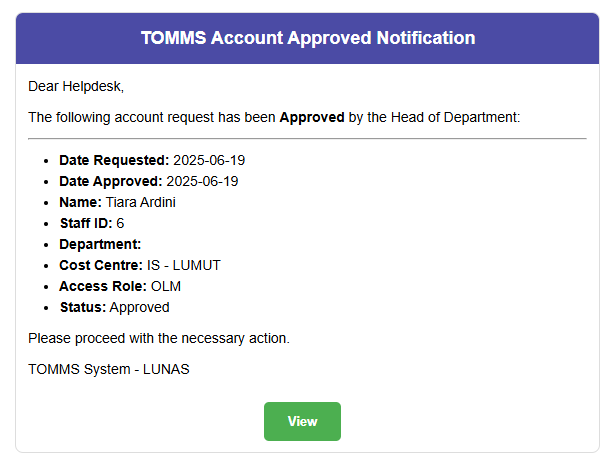 TOMMS Account Approved Notification
Dear Helpdesk,
The following account request has been Approved by the Head of Department:
• Date Requested: 2025-06-19
• Date Approved: 2025-06-19
• Name: Tiara Ardini
• Staff ID: 6
• Department:
• Cost Centre: IS - LUMUT
• Access Role: OLM
• Status: Approved
Please proceed with the necessary action.
TOMMS System - LUNAS
View